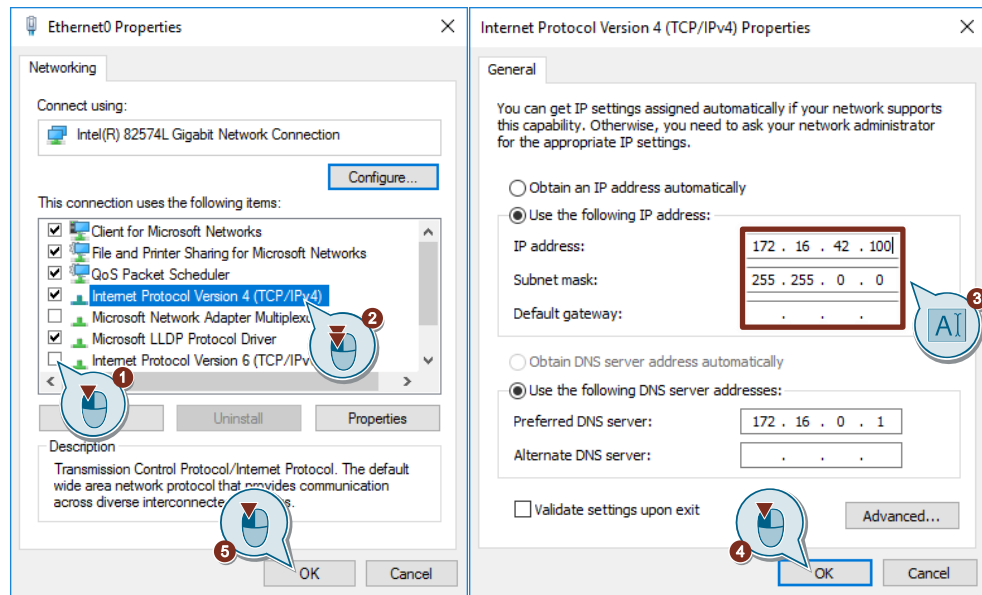 Ethernet0 Properties
Networking
Connect using:
Intel(R) 82574L Gigabit Network Connection
Configure...
This connection uses the following items:
Client for Microsoft Networks
File and Printer Sharing for Microsoft Networks
QoS Packet Scheduler
Internet Protocol Version 4 (TCP/IPv4)
Microsoft Network Adapter
2
Microsoft LLDP Protocol Driver
Internet Protocol Version 6
1
Uninstall
Properties
Description
Transmission Control Protocol/Internet Protocol. The default
wide area network protocol that provides communication
across diverse
5
OK
Cancel
Internet Protocol Version 4 (TCP/IPv4) Properties
General
You can get IP settings assigned automatically if your network supports
this capability. Otherwise, you need to ask your network administrator
for the appropriate IP settings.
Obtain an IP address automatically
Use the following IP address:
IP address: 172 . 16 . 42 . 100
Subnet mask: 255 . 255 . 0 . 0
Default gateway: . . .
3
A
Obtain DNS server address automatically
Use the following DNS server addresses:
Preferred DNS server: 172 . 16 . 0 . 1
Alternate DNS server: . . .
Validate settings upon exit
Advanced...
4
OK
Cancel